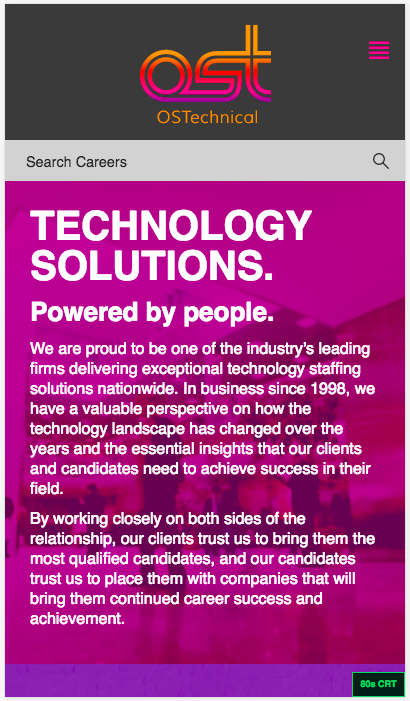 ost
OSTechnical
Search Careers
TECHNOLOGY
SOLUTIONS.
Powered by people.
We are proud to be one of the industry's leading
firms delivering exceptional technology staffing
solutions nationwide. In business since 1998, we
have a valuable perspective on how the
technology landscape has changed over the
years and the essential insights that our clients
and candidates need to achieve success in their
field.
By working closely on both sides of the
relationship, our clients trust us to bring them the
most qualified candidates, and our candidates
trust us to place them with companies that will
bring them continued career success and
achievement.
80s CRT